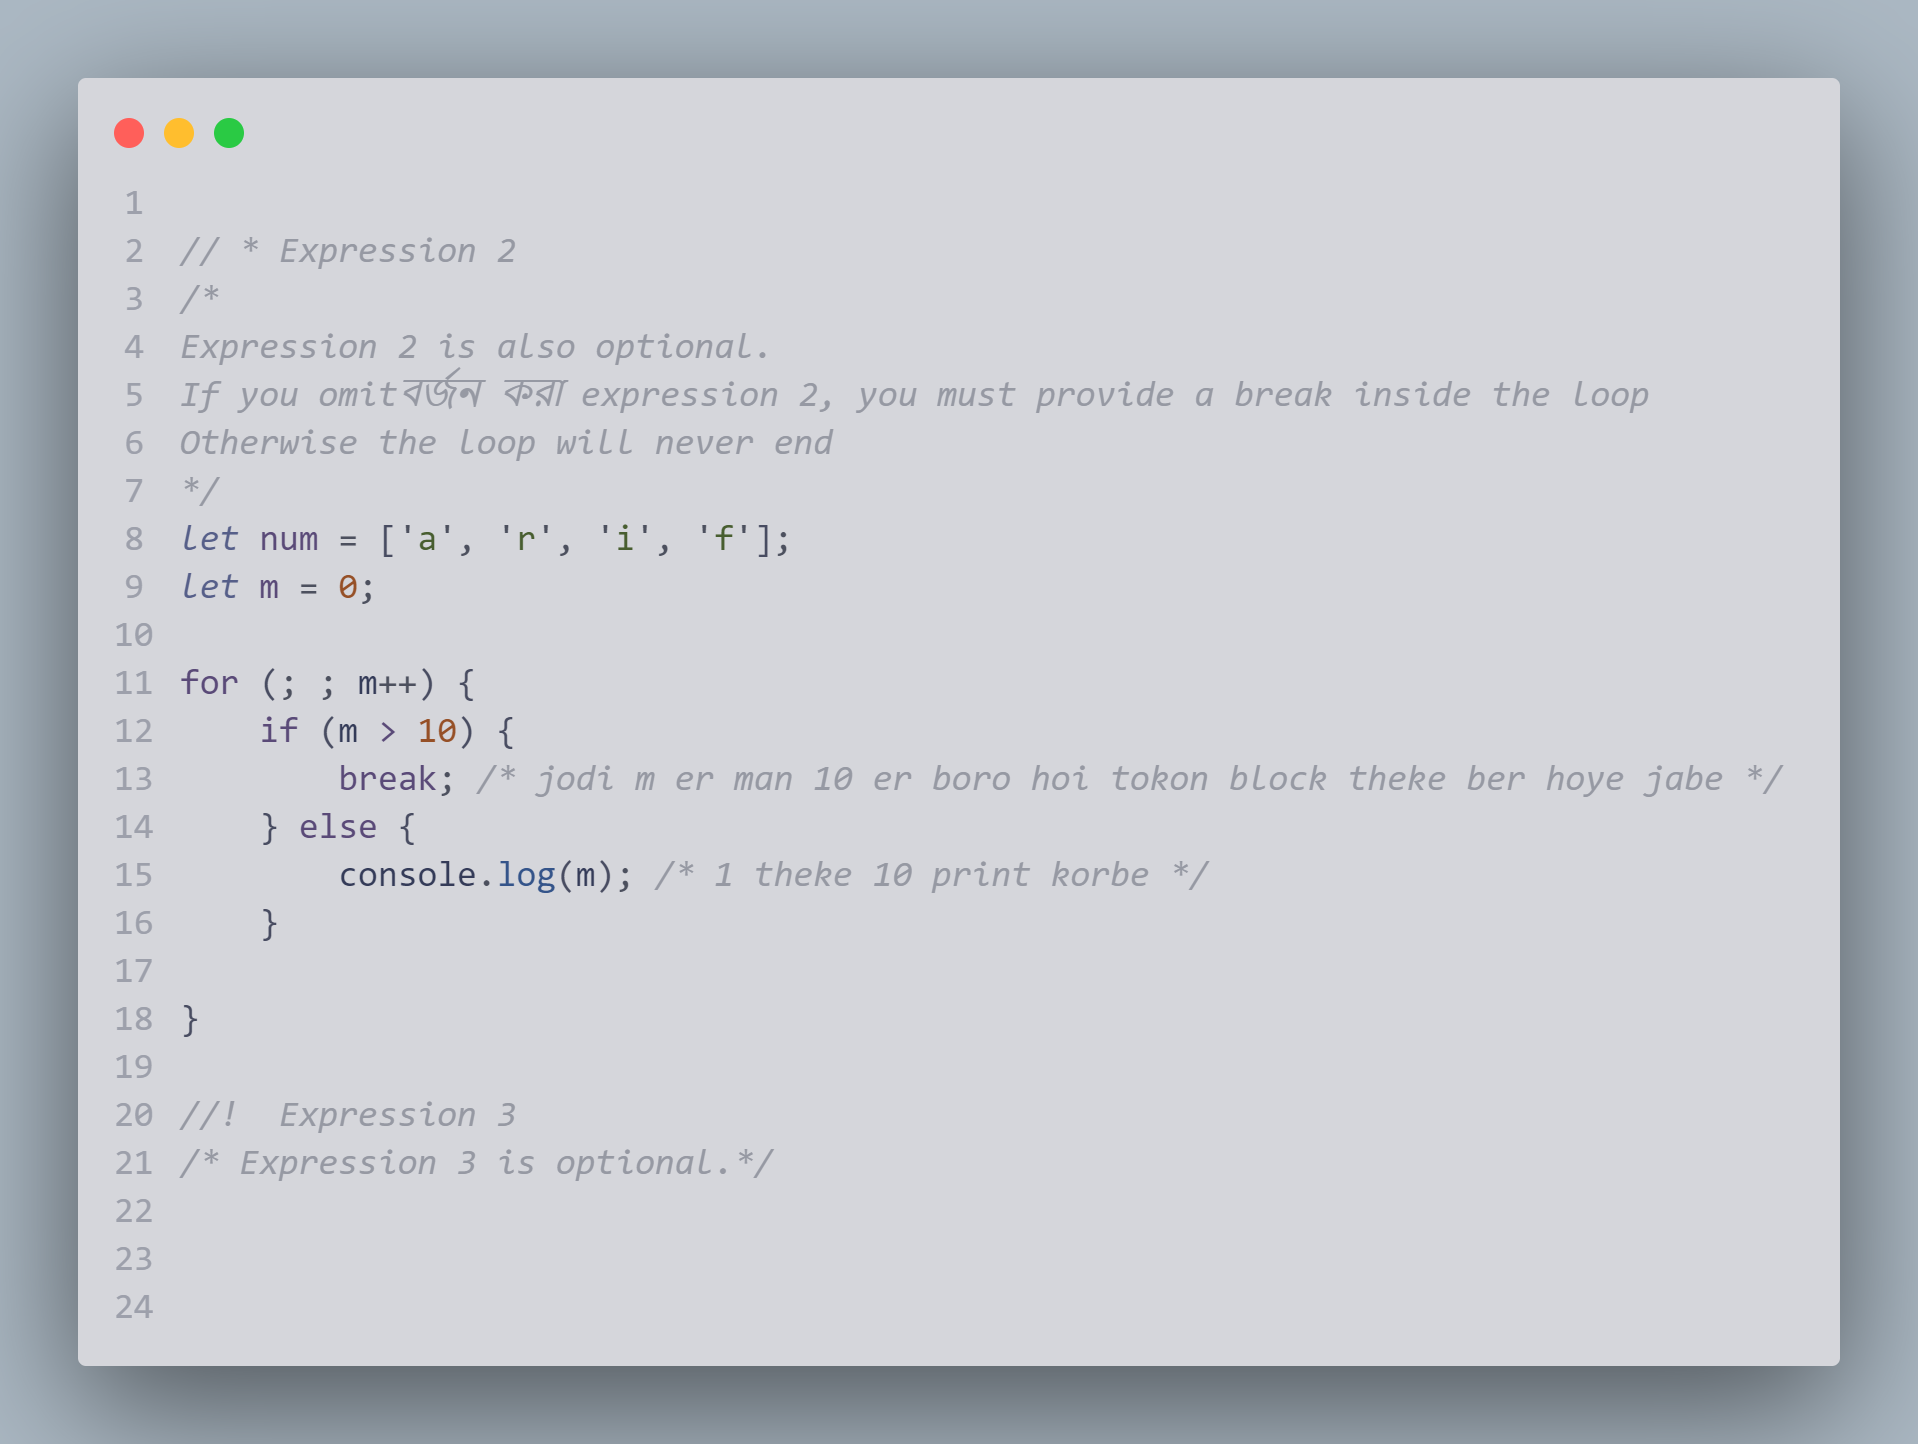 1
2 // * Expression 2
3 /*
4 Expression 2 is also optional.
5 If you omitবর্জন করা expression 2, you must provide a break inside the loop
6 Otherwise the loop will never end
7 */
8 let num = ['a', 'r', 'i', 'f'];
9 let m = 0;
10
11 for (; ; m++) {
12     if (m > 10) {
13         break; /* jodi m er man 10 er boro hoi tokon block theke ber hoye jabe */
14     } else {
15         console.log(m); /* 1 theke 10 print korbe */
16     }
17
18 }
19
20 //!  Expression 3
21 /* Expression 3 is optional.*/
22
23
24